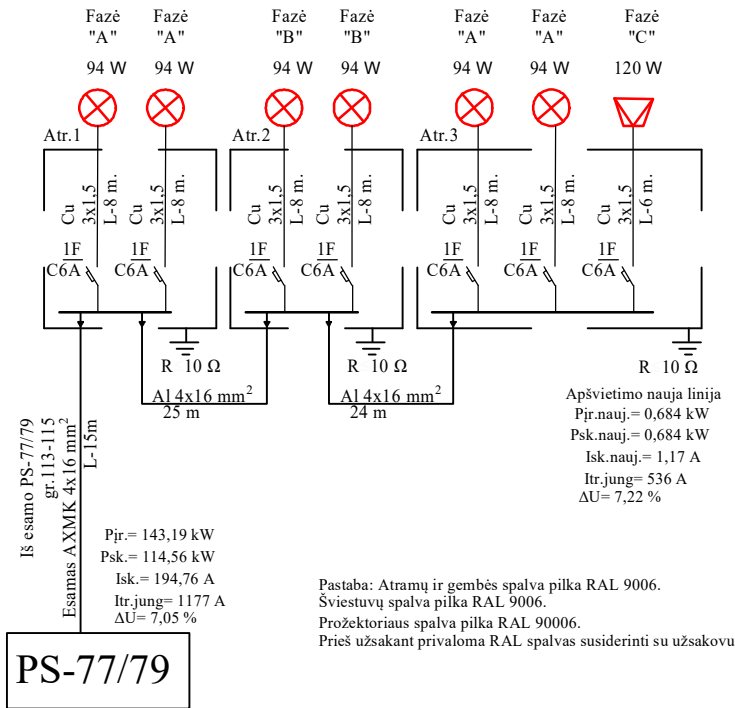 Fazė "A"
Fazė "A"
Fazė "B"
Fazė "B"
Fazė "A"
Fazė "A"
Fazė "C"
94 W
94 W
94 W
94 W
94 W
94 W
120 W
Atr.1
Atr.2
Atr.3
Cu 3x1,5 L-8 m.
Cu 3x1,5 L-8 m.
Cu 3x1,5 L-8 m.
Cu 3x1,5 L-8 m.
Cu 3x1,5 L-8 m.
Cu 3x1,5 L-8 m.
Cu 3x1,5 L-6 m.
1F C6A
1F C6A
1F C6A
1F C6A
1F C6A
1F C6A
1F C6A
R 10 Ω
R 10 Ω
R 10 Ω
Al 4x16 mm²
25 m
Al 4x16 mm²
24 m
Iš esamo PS-77/79
gr.113-115
Esamas AXMK 4x16 mm²
L-15m
Apšvietimo nauja linija
Pįr.nauj.= 0,684 kW
Psk.nauj.= 0,684 kW
Isk.nauj.= 1,17 A
Itr.jung= 536 A
ΔU= 7,22 %
Pįr.= 143,19 kW
Psk.= 114,56 kW
Isk.= 194,76 A
Itr.jung= 1177 A
ΔU= 7,05 %
Pastaba: Atramų ir gembės spalva pilka RAL 9006.
Šviestuvų spalva pilka RAL 9006.
Prožektoriaus spalva pilka RAL 90006.
Prieš užsakant privaloma RAL spalvas susiderinti su užsakovu
PS-77/79